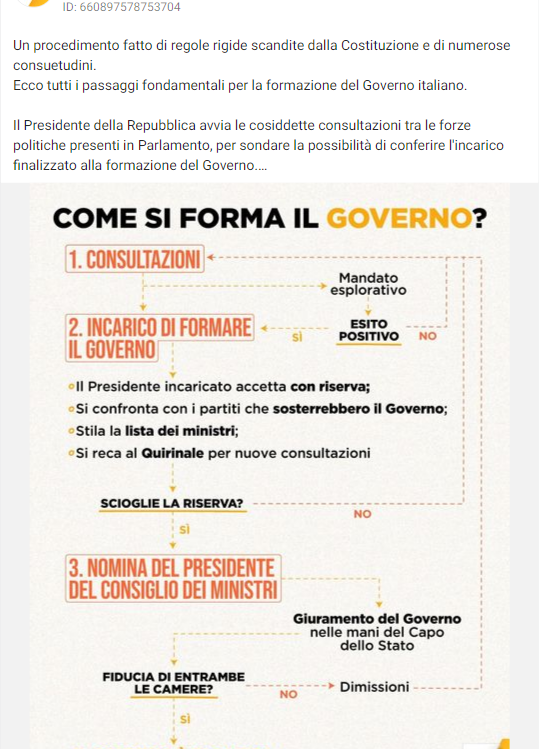 ID: 660897578753704
Un procedimento fatto di regole rigide scandite dalla Costituzione e di numerose
consuetudini.
Ecco tutti i passaggi fondamentali per la formazione del Governo italiano.
Il Presidente della Repubblica avvia le cosiddette consultazioni tra le forze
politiche presenti in Parlamento, per sondare la possibilità di conferire l'incarico
finalizzato alla formazione del Governo....
COME SI FORMA IL GOVERNO?
1. CONSULTAZIONI
Mandato
esplorativo
2. INCARICO DI FORMARE
IL GOVERNO
SÌ
ESITO
POSITIVO
NO
Il Presidente incaricato accetta con riserva;
Si confronta con i partiti che sosterrebbero il Governo;
Stila la lista dei ministri;
Si reca al Quirinale per nuove consultazioni
SCIOGLIE LA RISERVA?
NO
SÌ
3. NOMINA DEL PRESIDENTE
DEL CONSIGLIO DEI MINISTRI
Giuramento del Governo
nelle mani del Capo
dello Stato
FIDUCIA DI ENTRAMBE
LE CAMERE?
NO
Dimissioni
SÌ